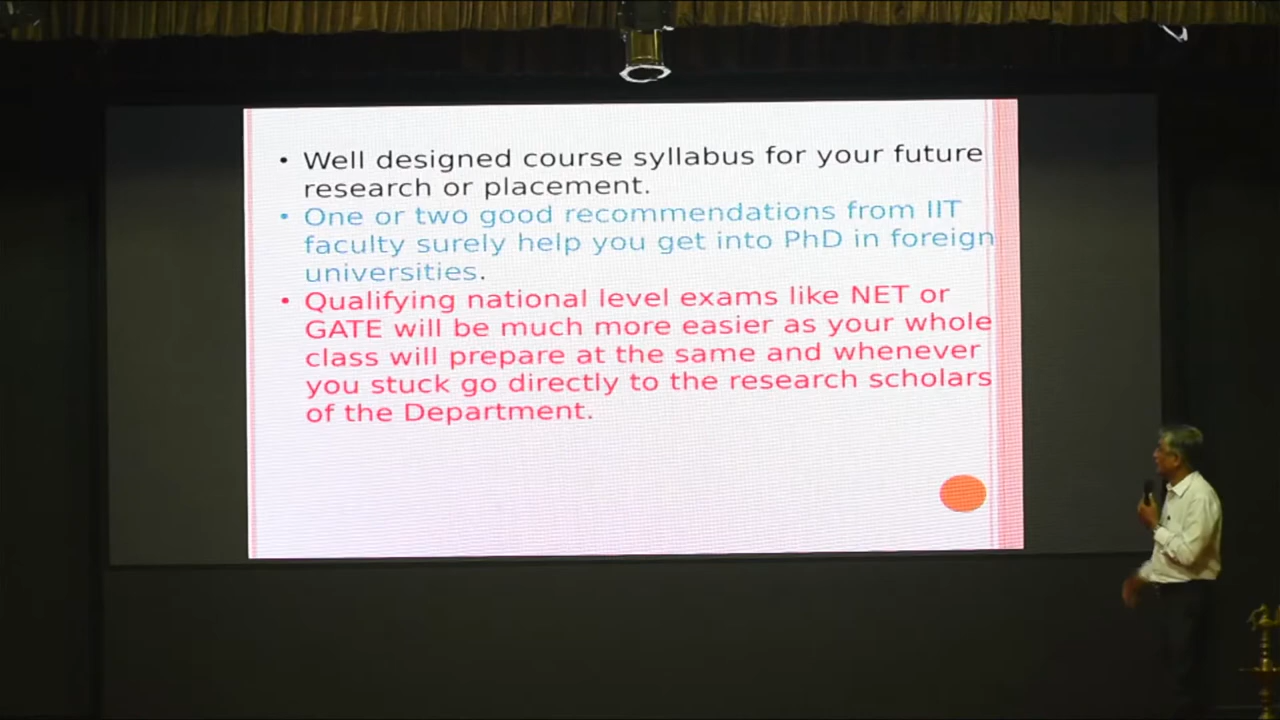 • Well designed course syllabus for your future
research or placement.
• One or two good recommendations from IIT
faculty surely help you get into PhD in foreign
universities.
• Qualifying national level exams like NET or
GATE will be much more easier as your whole
class will prepare at the same and whenever
you stuck go directly to the research scholars
of the Department.